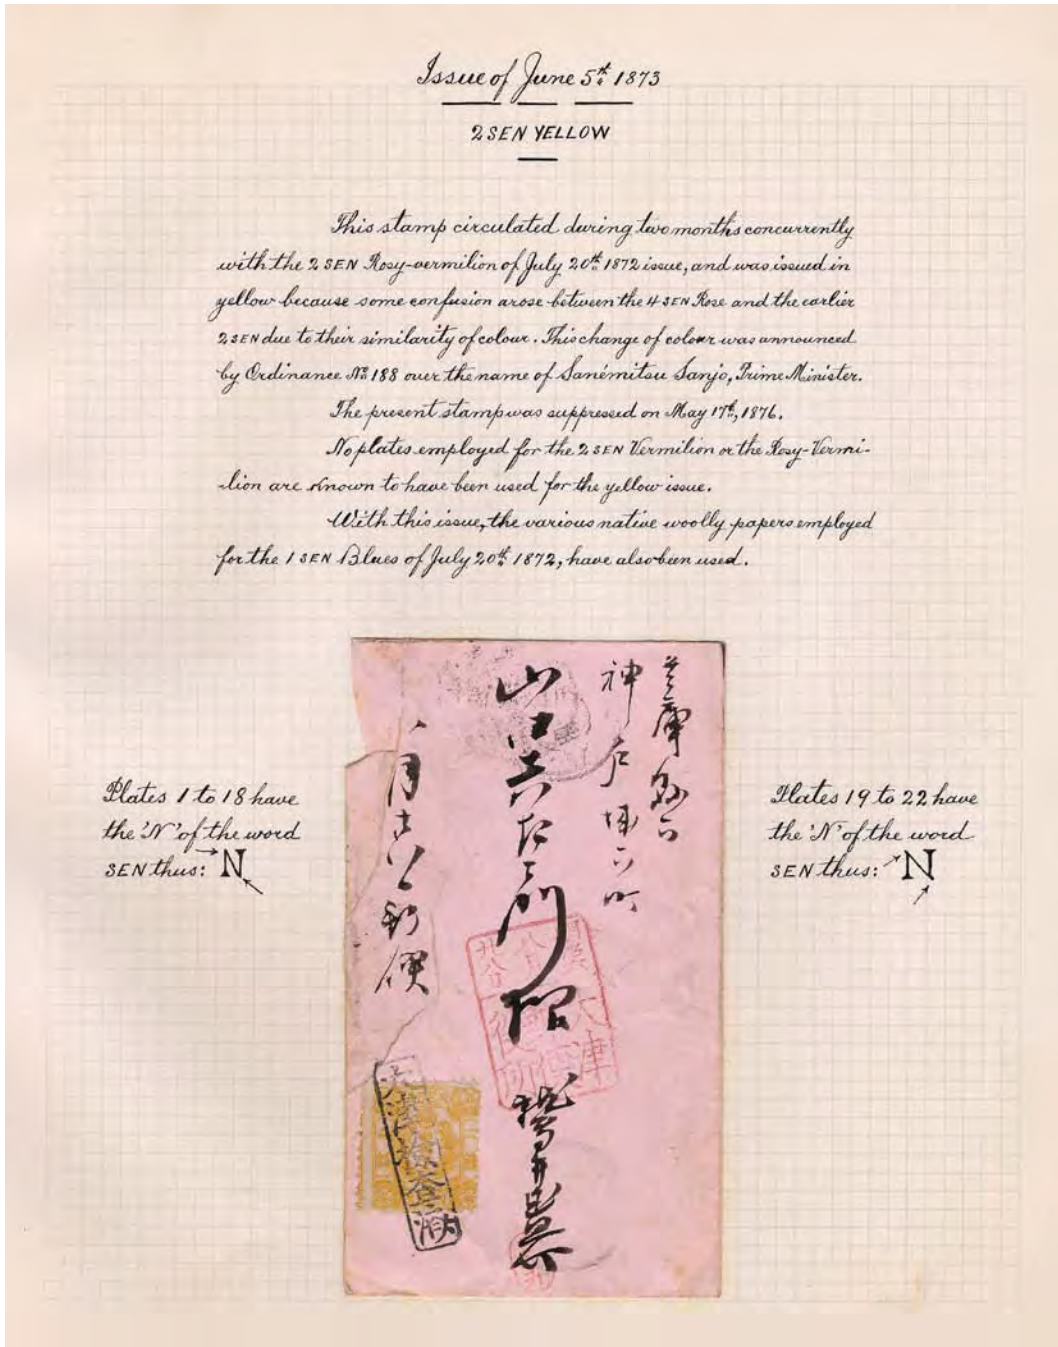 Issue of June 5th 1873
2 SEN YELLOW
This stamp circulated during two months concurrently
with the 2 SEN Rosy-vermilion of July 20th 1872 issue, and was issued in
yellow because some confusion arose between the 4 SEN Rose and the earlier
2 SEN due to their similarity of colour. This change of colour was announced
by Ordinance No 188 over the name of Sanémitsu Sanjo, Prime Minister.
The present stamp was suppressed on May 17th, 1876.
No plates employed for the 2 SEN Vermilion or the Rosy-Vermi-
lion are known to have been used for the yellow issue.
With this issue, the various native woolly papers employed
for the 1 SEN Blues of July 20th 1872, have also been used.
Plates 1 to 18 have
the 'N' of the word
SEN thus: N
Plates 19 to 22 have
the 'N' of the word
SEN thus: N
神戸
月
郵便
大津